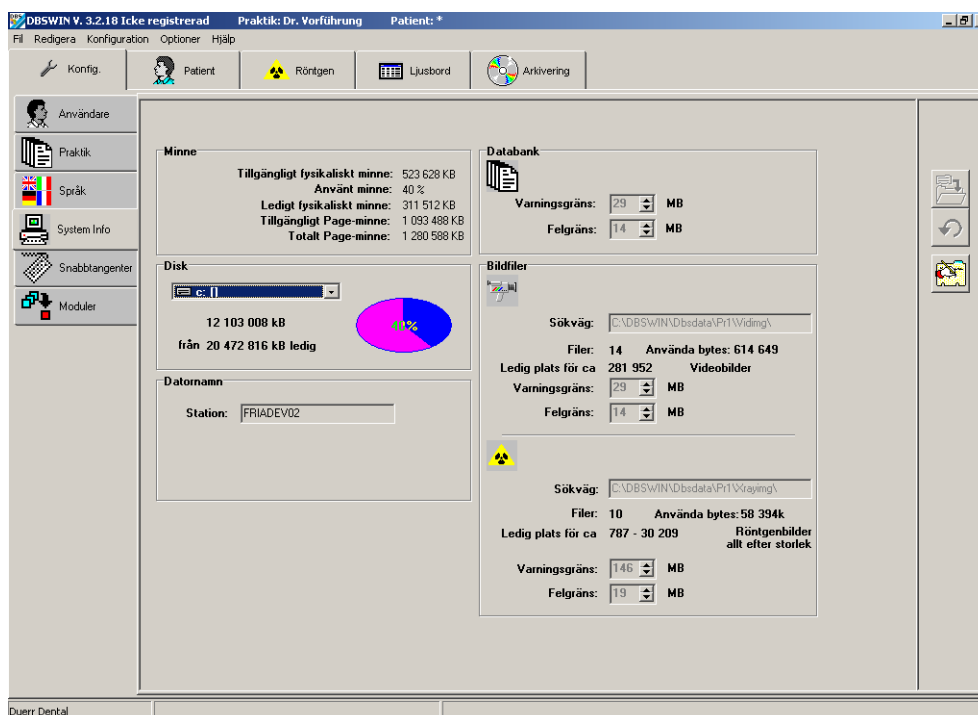 DBSWIN V. 3.2.18 Icke registrerad Praktik: Dr. Vorführung Patient: *
Fil Redigera Konfiguration Optioner Hjälp
Konfig. Patient Röntgen Ljusbord Arkivering
Användare
Praktik
Språk
System Info
Snabbtangenter
Moduler
Minne
Tillgängligt fysikaliskt minne: 523 628 KB
Använt minne: 40 %
Ledigt fysikaliskt minne: 311 512 KB
Tillgängligt Page-minne: 1 093 488 KB
Totalt Page-minne: 1 280 588 KB
Disk
c: []
12 103 008 kB
från 20 472 816 kB ledig
40%
Datornamn
Station: FRIADEV02
Databank
Varningsgräns: 29 MB
Felgräns: 14 MB
Bildfiler
Sökväg: C:\DBSWIN\Dbsdata\Pr1\Vidimg\
Filer: 14 Använda bytes: 614 649
Ledig plats för ca 281 952 Videobilder
Varningsgräns: 29 MB
Felgräns: 14 MB
Sökväg: C:\DBSWIN\Dbsdata\Pr1\Xrayimg\
Filer: 10 Använda bytes: 58 394k
Ledig plats för ca 787 - 30 209 Röntgenbilder
allt efter storlek
Varningsgräns: 146 MB
Felgräns: 19 MB
Duerr Dental